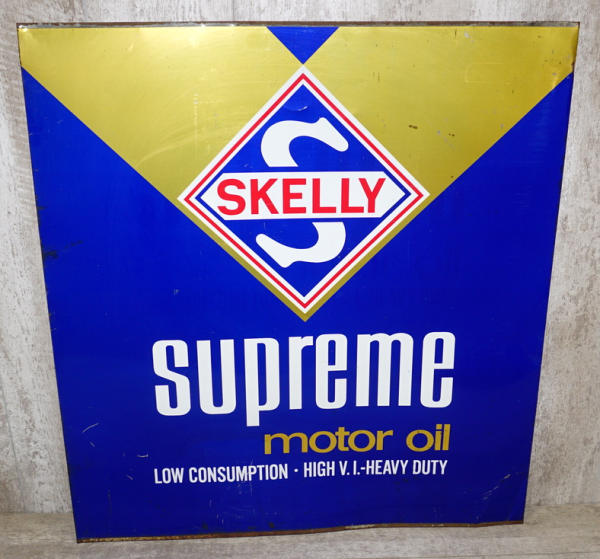 S
SKELLY
supreme
motor oil
LOW CONSUMPTION · HIGH V.I.-HEAVY DUTY